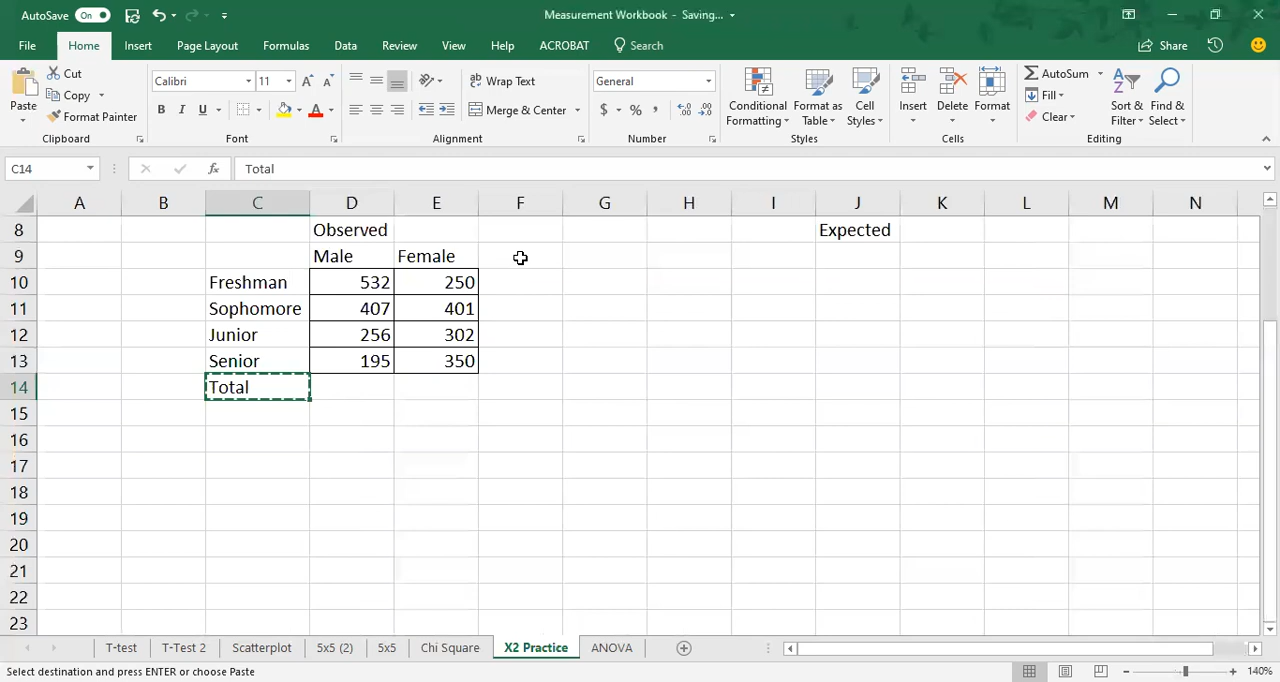 AutoSave On Measurement Workbook - Saving...
File Home Insert Page Layout Formulas Data Review View Help ACROBAT Search Share
Paste Cut Copy Format Painter
Clipboard
Calibri 11
B I U A
Font
Wrap Text
Merge & Center
Alignment
General
$ % ,
Number
Conditional Formatting Format as Table Cell Styles
Styles
Insert Delete Format
Cells
AutoSum
Fill
Clear
Sort & Filter Find & Select
Editing
C14 fx Total
A B C D E F G H I J K L M N
8 Observed Expected
9 Male Female
10 Freshman 532 250
11 Sophomore 407 401
12 Junior 256 302
13 Senior 195 350
14 Total
15
16
17
18
19
20
21
22
23
T-test T-Test 2 Scatterplot 5x5 (2) 5x5 Chi Square X2 Practice ANOVA
Select destination and press ENTER or choose Paste 140%